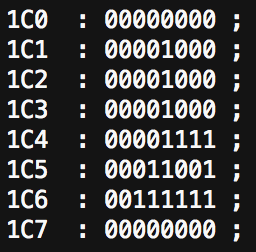 1C0 : 00000000 ;
1C1 : 00001000 ;
1C2 : 00001000 ;
1C3 : 00001000 ;
1C4 : 00001111 ;
1C5 : 00011001 ;
1C6 : 00111111 ;
1C7 : 00000000 ;